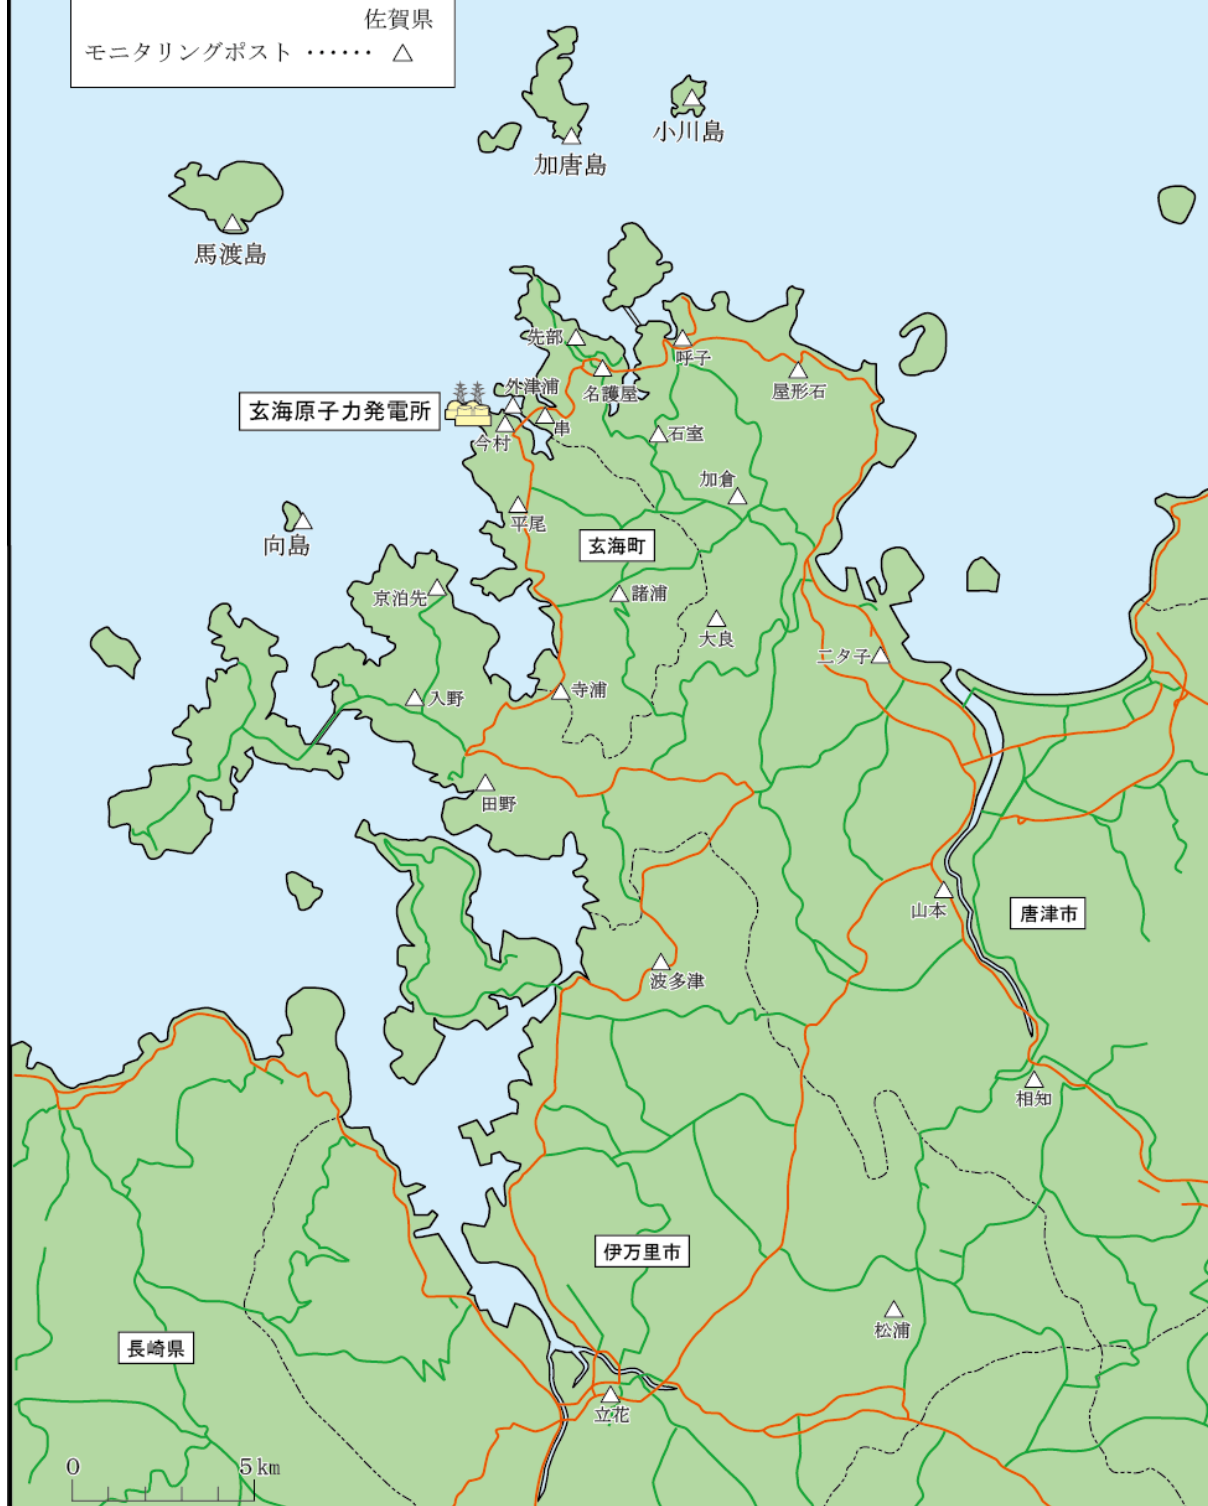 佐賀県
モニタリングポスト ‥‥‥ △
小川島
加唐島
馬渡島
先部
呼子
名護屋
屋形石
外津浦
玄海原子力発電所
串
今村
石室
加倉
平尾
向島
玄海町
京泊先
諸浦
大良
二タ子
寺浦
入野
田野
山本
唐津市
波多津
相知
伊万里市
松浦
長崎県
立花
0
5km